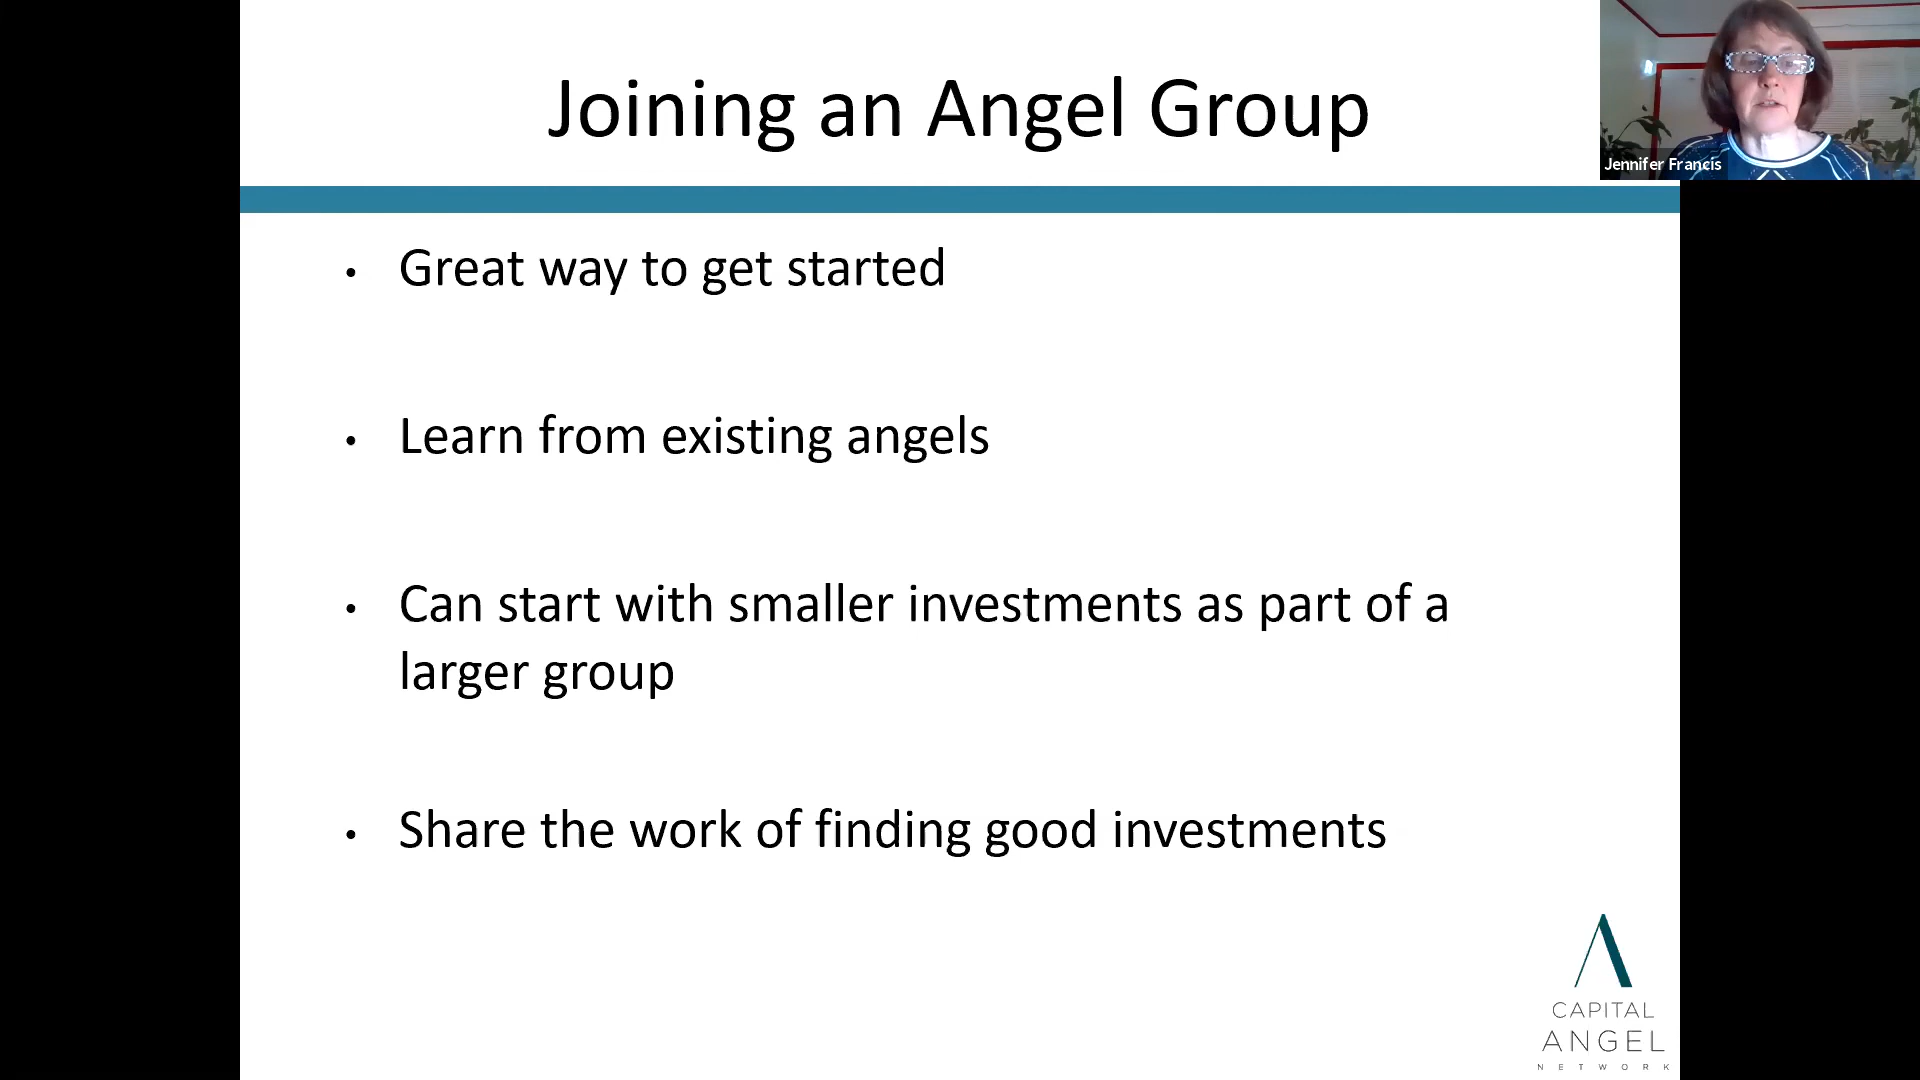 Joining an Angel Group
Jennifer Francis
• Great way to get started
• Learn from existing angels
• Can start with smaller investments as part of a
larger group
• Share the work of finding good investments
CAPITAL
ANGEL
NETWORK